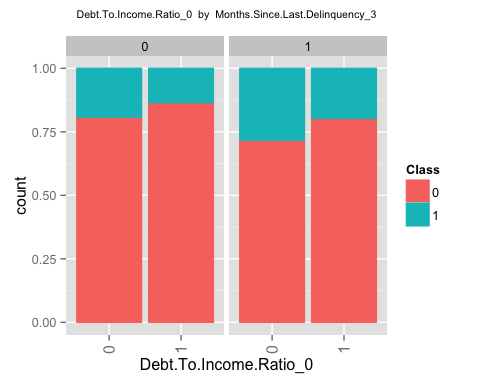 Debt.To.Income.Ratio_0 by Months.Since.Last.Delinquency_3
0 1
1.00
0.75
0.50
0.25
0.00
count
0 1 0 1
Debt.To.Income.Ratio_0
Class
0
1